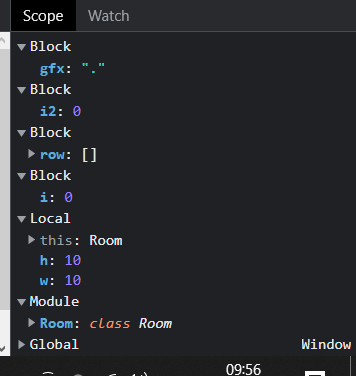 Scope Watch
Block
gfx: "."
Block
i2: 0
Block
row: []
Block
i: 0
Local
this: Room
h: 10
w: 10
Module
Room: class Room
Global Window
09:56